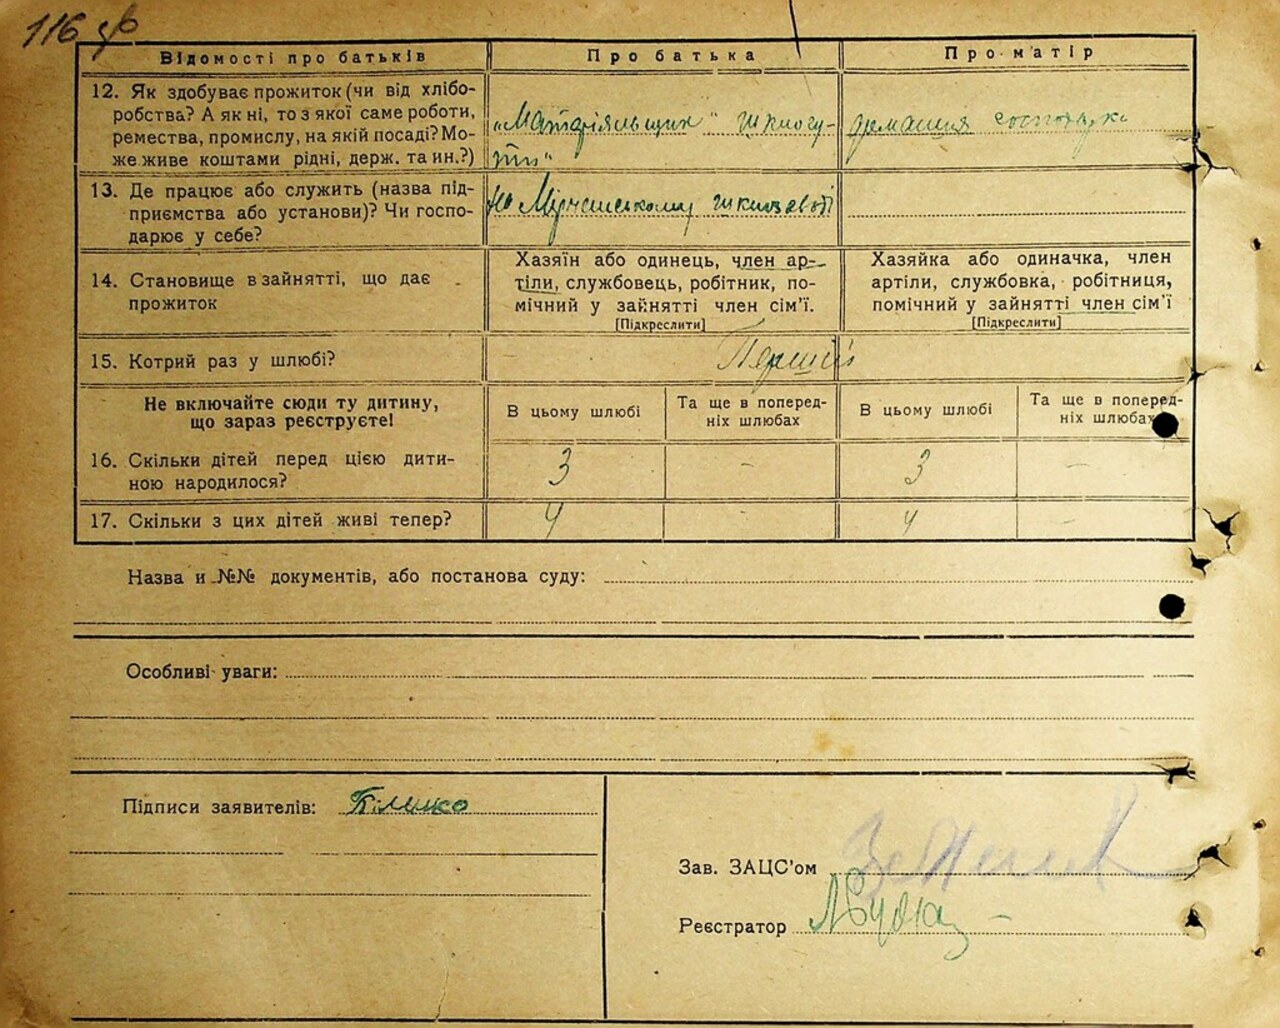 116 зв
Відомості про батьків
Про батька
Про матір
12. Як здобуває прожиток (чи від хлібо-
робства? А як ні, то з якої саме роботи,
ремества, промислу, на якій посаді? Мо-
же живе коштами рідні, держ. та ин.?)
домашня
13. Де працює або служить (назва під-
приємства або установи)? Чи госпо-
дарює у себе?
На шклозаводі
14. Становище в зайнятті, що дає
прожиток
Хазяїн або одинець, член ар-
тіли, службовець, робітник, по-
мічний у зайнятті член сім'ї.
[Підкреслити]
Хазяйка або одиначка, член
артіли, службовка, робітниця,
помічний у зайнятті член сім'ї
[Підкреслити]
15. Котрий раз у шлюбі?
Перший
Не включайте сюди ту дитину,
що зараз реєструєте!
В цьому шлюбі
Та ще в поперед-
ніх шлюбах
В цьому шлюбі
Та ще в поперед-
ніх шлюбах
16. Скільки дітей перед цією дити-
ною народилося?
3
-
3
-
17. Скільки з цих дітей живі тепер?
4
-
4
-
Назва и №№ документів, або постанова суду:
Особливі уваги:
Підписи заявителів:
Зав. ЗАЦС'ом
Реєстратор